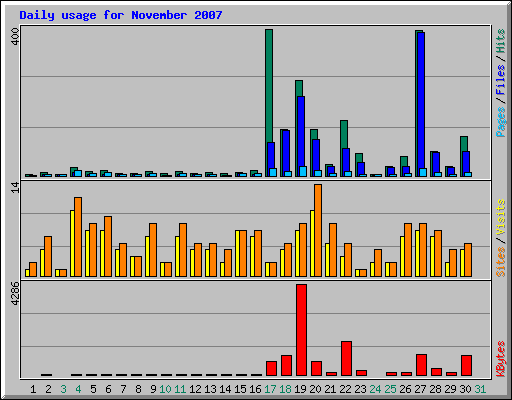 Daily usage for November 2007
400
Pages / Files / Hits
14
Sites / Visits
4286
KBytes
1 2 3 4 5 6 7 8 9 10 11 12 13 14 15 16 17 18 19 20 21 22 23 24 25 26 27 28 29 30 31